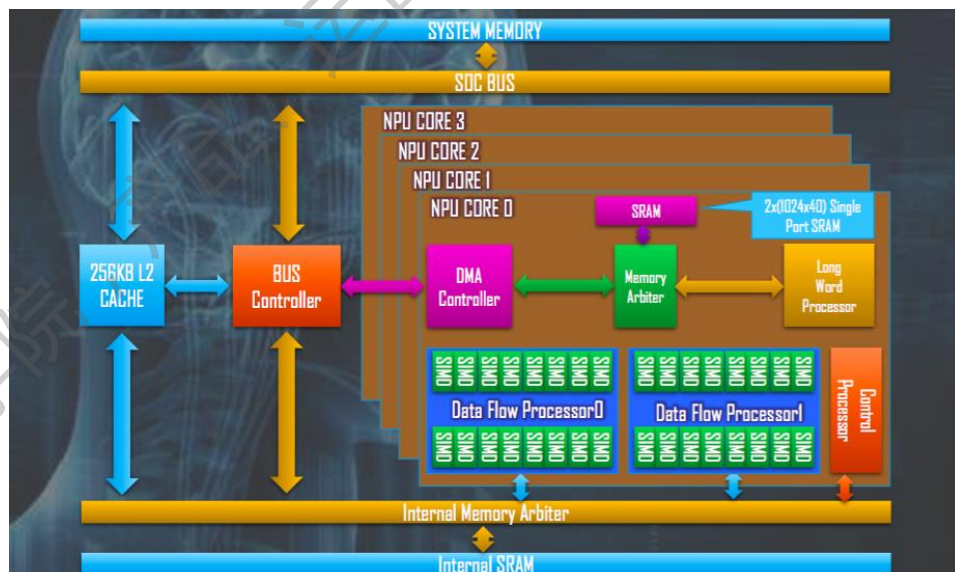 SYSTEM MEMORY
SOC BUS
NPU CORE 3
NPU CORE 2
NPU CORE 1
NPU CORE 0
SRAM
2x(1024x40) Single
Port SRAM
256KB L2
CACHE
BUS
Controller
DMA
Controller
Memory
Arbiter
Long
Word
Processor
SIMD SIMD SIMD SIMD SIMD SIMD SIMD SIMD
Data Flow Processor0
SIMD SIMD SIMD SIMD SIMD SIMD SIMD SIMD
SIMD SIMD SIMD SIMD SIMD SIMD SIMD SIMD
Data Flow Processor1
SIMD SIMD SIMD SIMD SIMD SIMD SIMD SIMD
Control
Processor
Internal Memory Arbiter
Internal SRAM